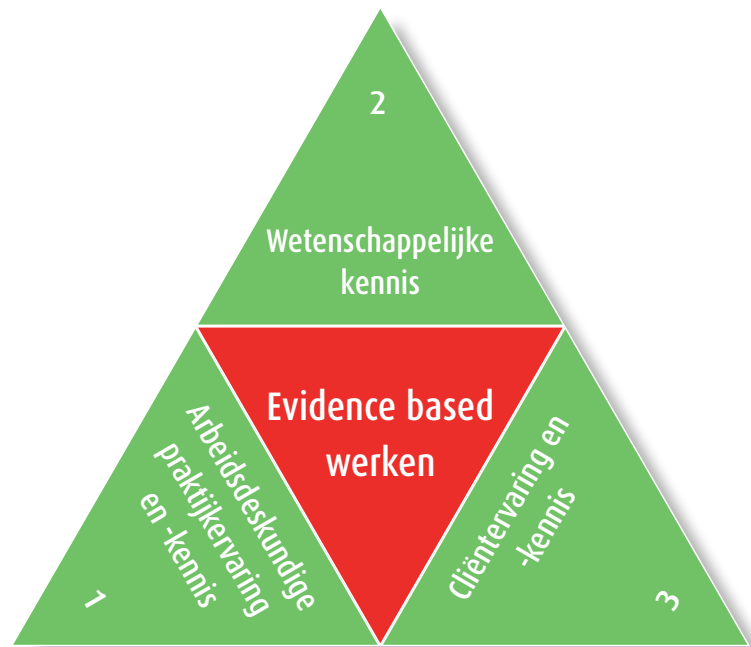 2
Wetenschappelijke
kennis
Evidence based
werken
Arbeidsdeskundige
praktijkervaring
en -kennis
1
Cliëntervaring en
-kennis
3